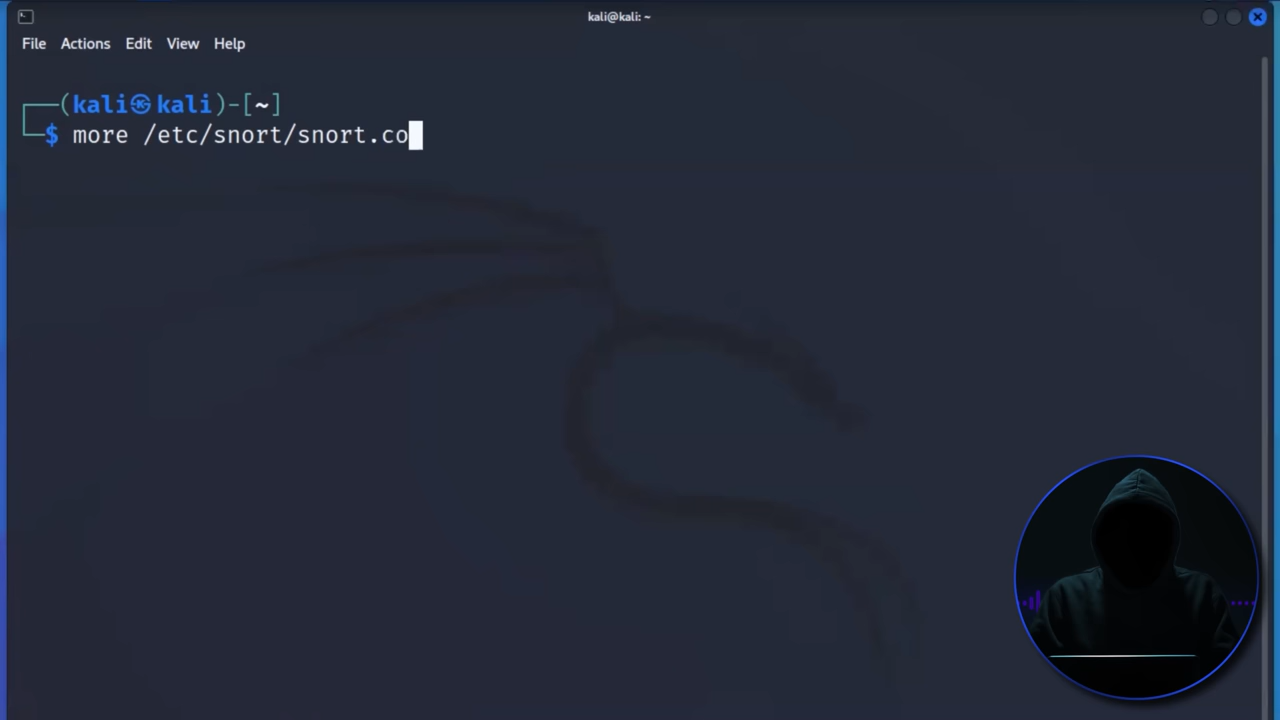 kali@kali: ~
File Actions Edit View Help
(kali㉿kali)-[~]
$ more /etc/snort/snort.co